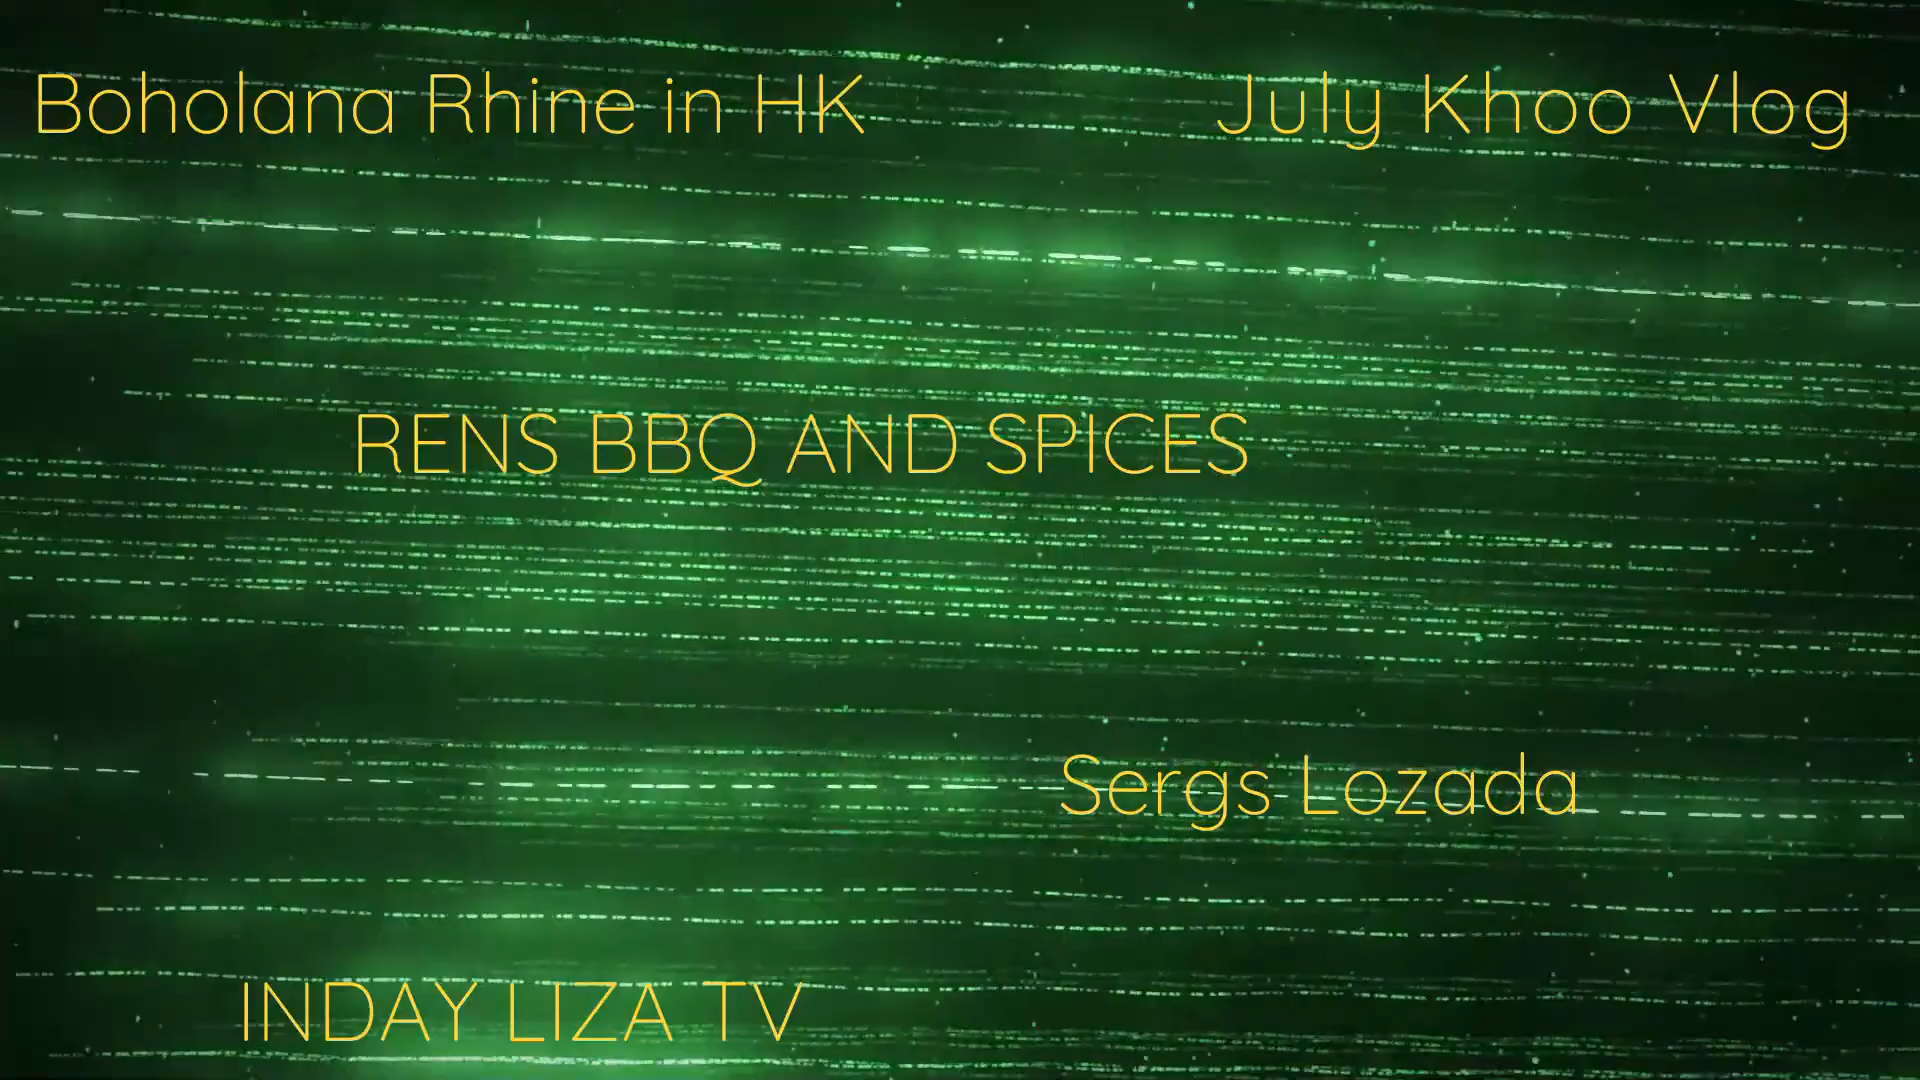 Boholana Rhine in HK
July Khoo Vlog
RENS BBQ AND SPICES
Sergs Lozada
INDAY LIZA TV